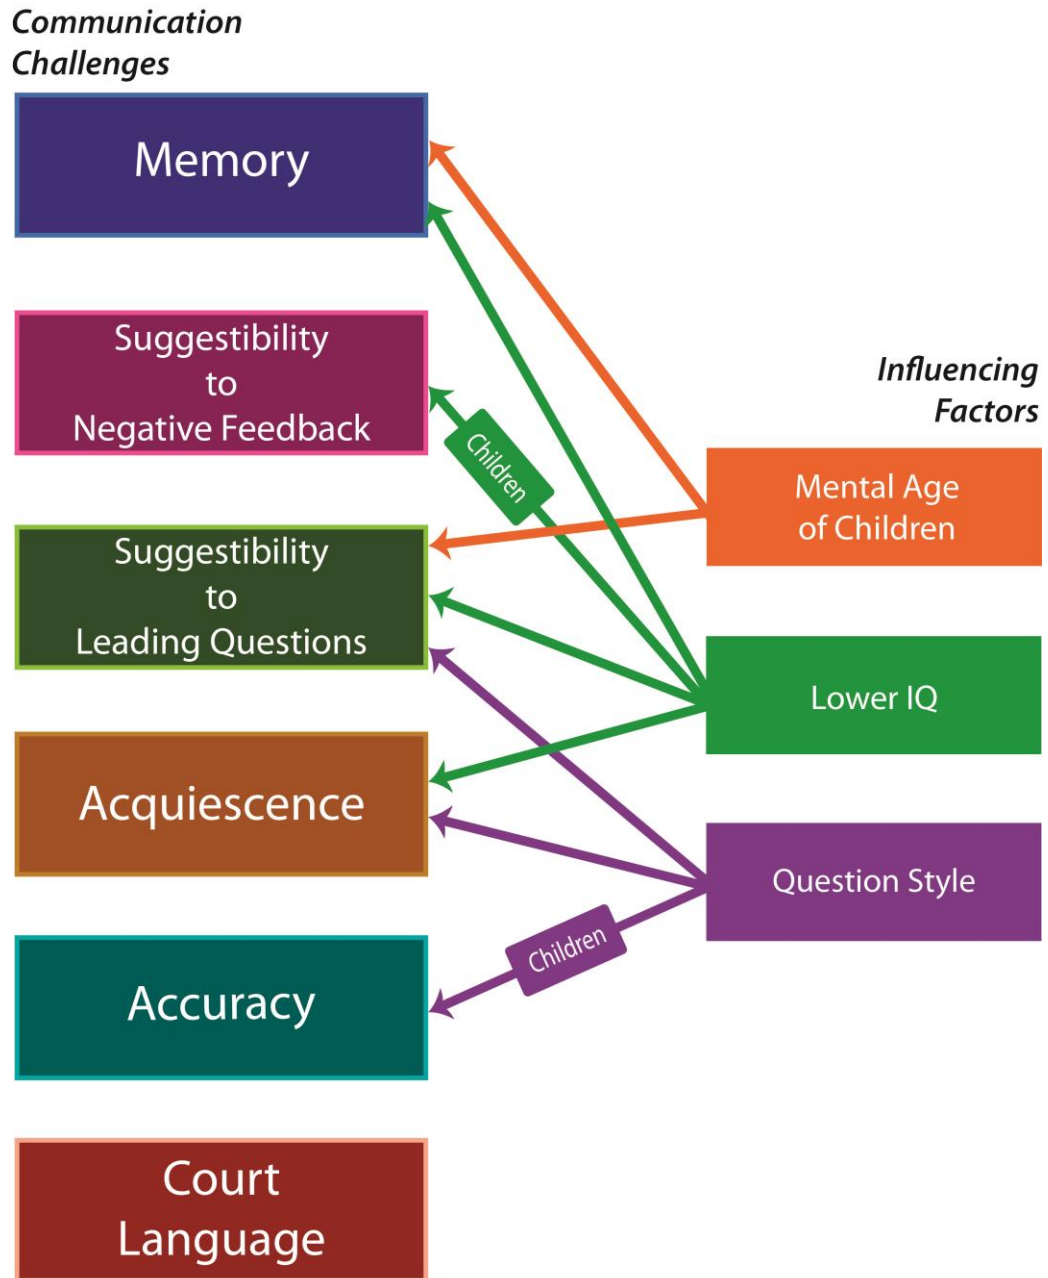 Communication
Challenges
Memory
Suggestibility
to
Negative Feedback
Children
Suggestibility
to
Leading Questions
Acquiescence
Children
Accuracy
Court
Language
Influencing
Factors
Mental Age
of Children
Lower IQ
Question Style